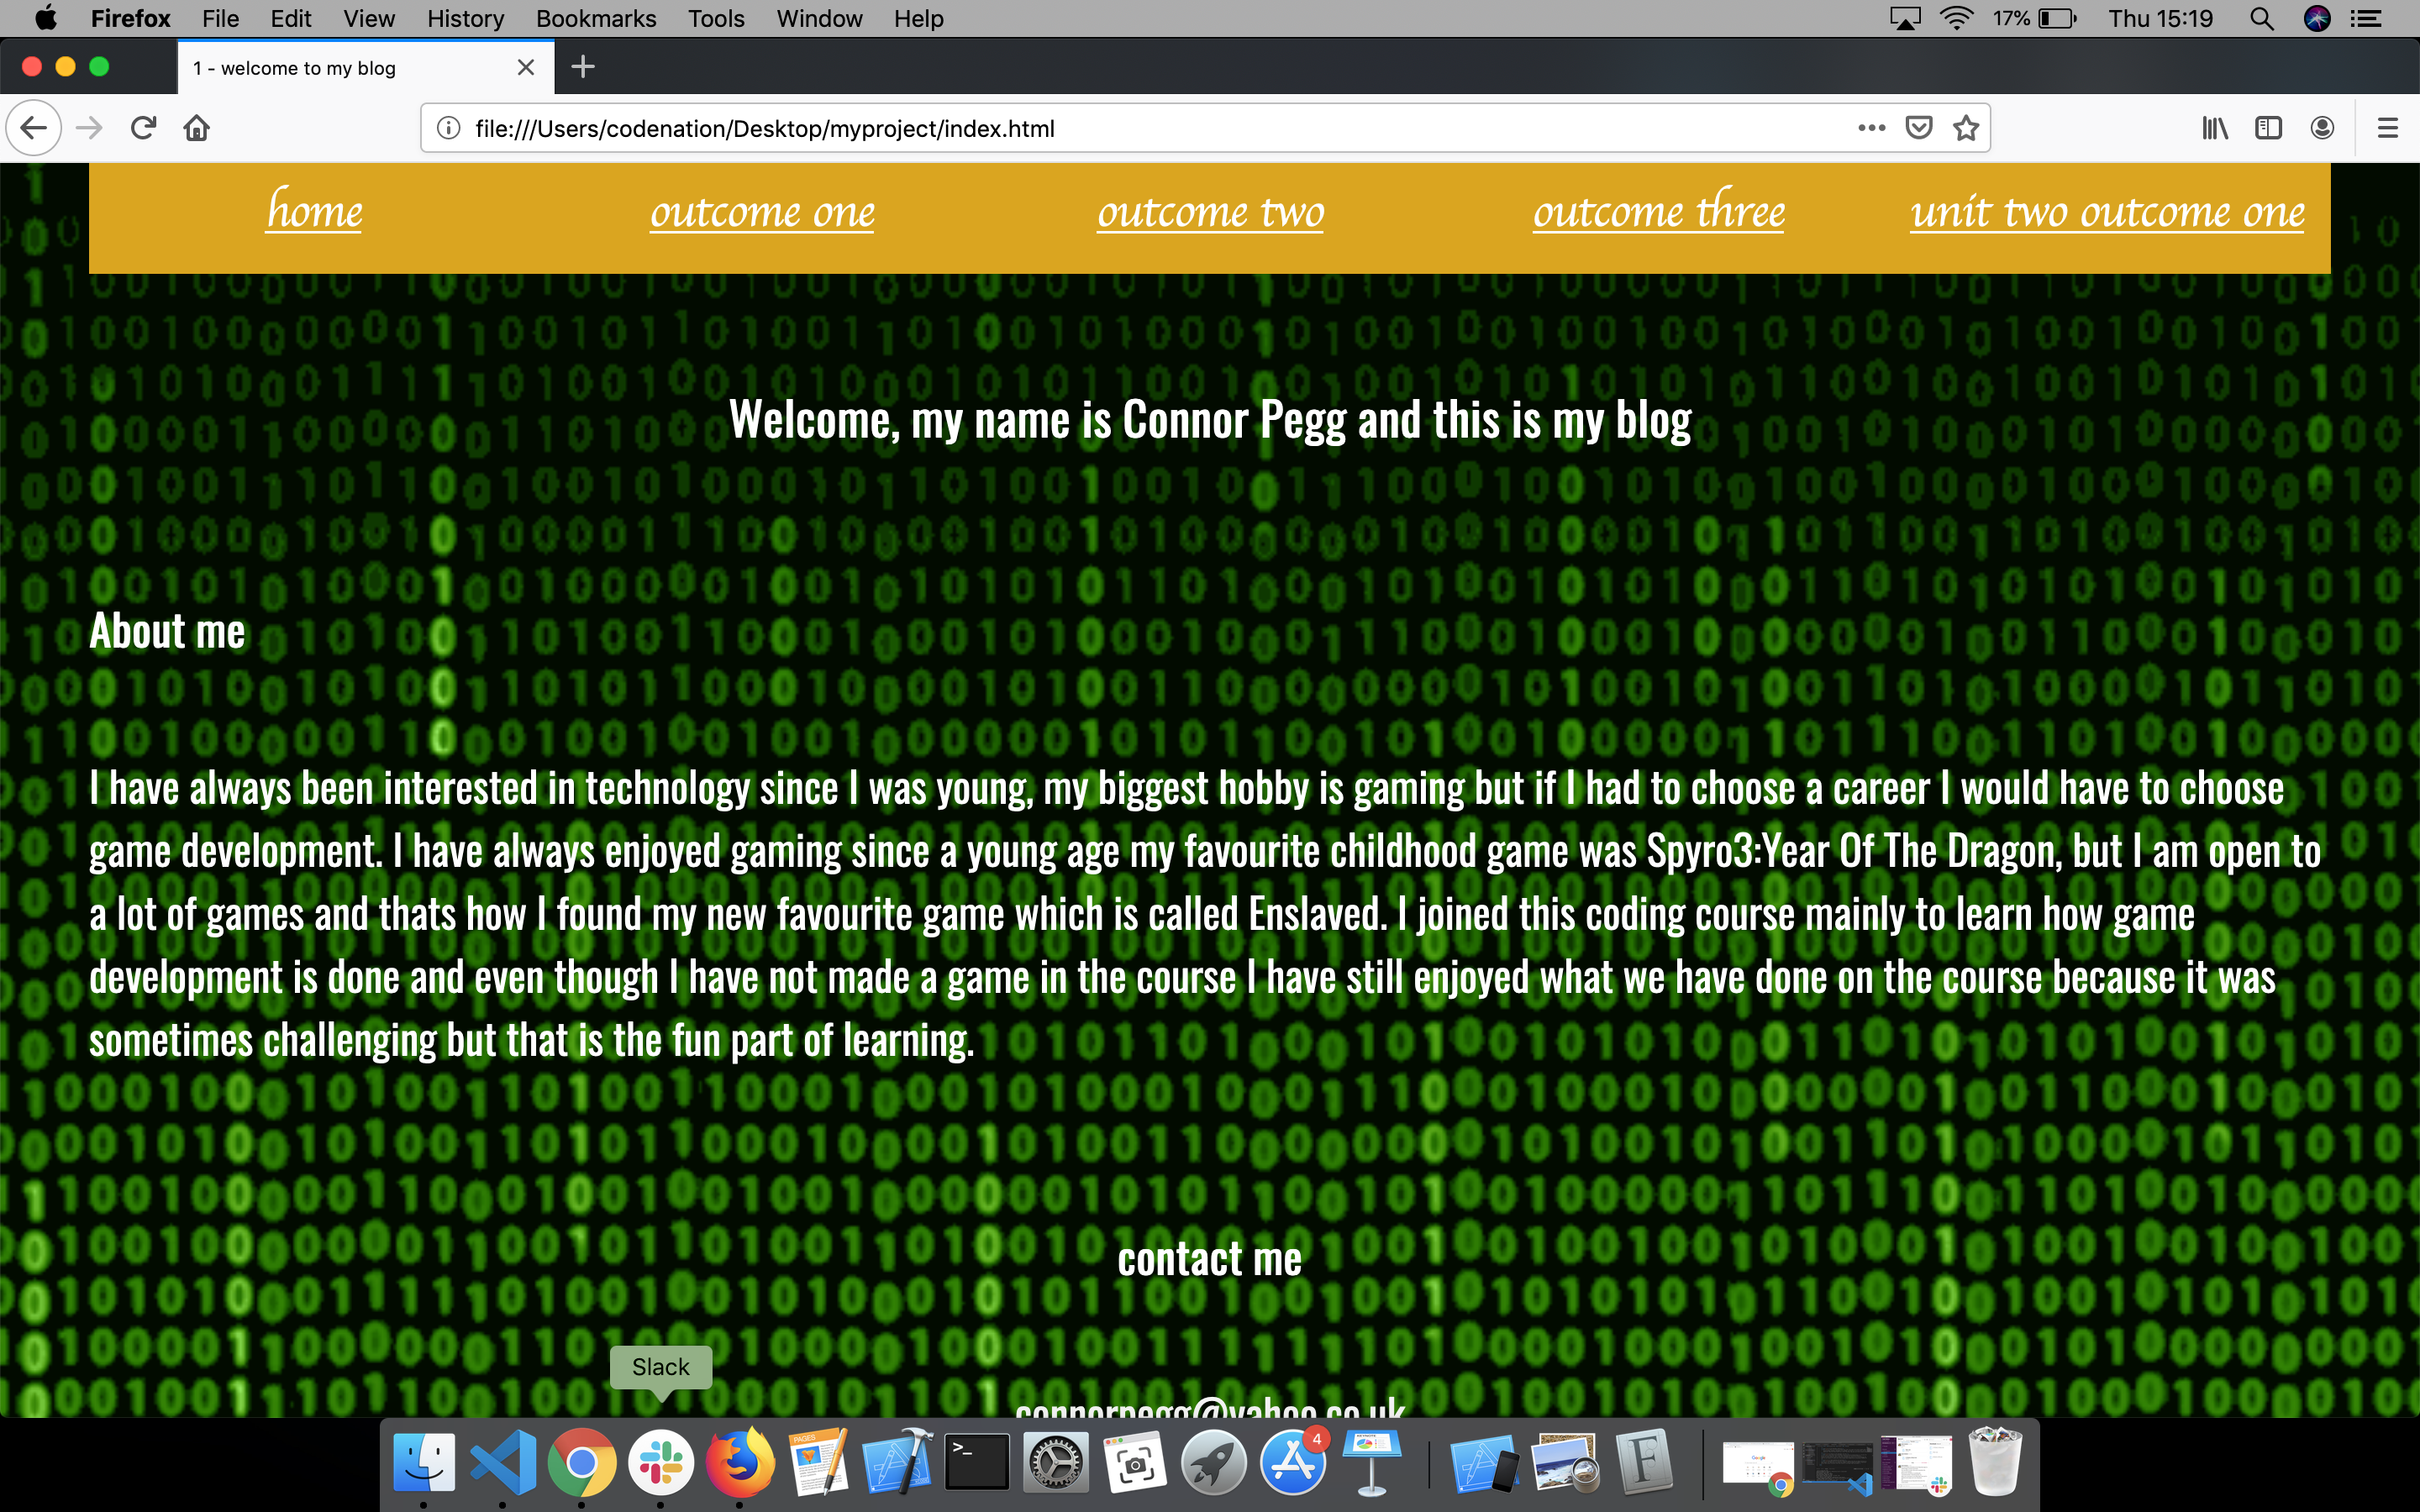 Firefox File Edit View History Bookmarks Tools Window Help 17% Thu 15:19
1 - welcome to my blog
file:///Users/codenation/Desktop/myproject/index.html
home outcome one outcome two outcome three unit two outcome one
Welcome, my name is Connor Pegg and this is my blog
About me
I have always been interested in technology since I was young, my biggest hobby is gaming but if I had to choose a career I would have to choose
game development. I have always enjoyed gaming since a young age my favourite childhood game was Spyro3:Year Of The Dragon, but I am open to
a lot of games and thats how I found my new favourite game which is called Enslaved. I joined this coding course mainly to learn how game
development is done and even though I have not made a game in the course I have still enjoyed what we have done on the course because it was
sometimes challenging but that is the fun part of learning.
contact me
Slack
connorpegg@yahoo.co.uk
PAGES
4